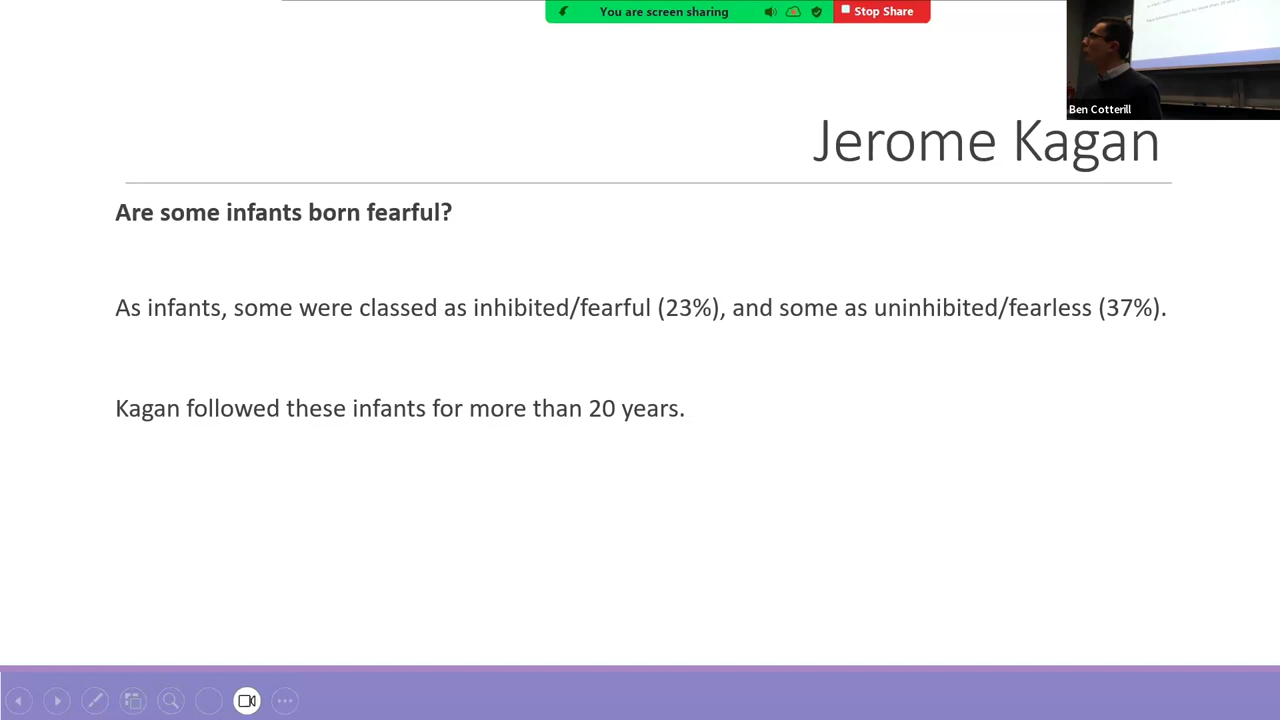 You are screen sharing
Stop Share
Ben Cotterill
Jerome Kagan
Are some infants born fearful?
As infants, some were classed as inhibited/fearful (23%), and some as uninhibited/fearless (37%).
Kagan followed these infants for more than 20 years.